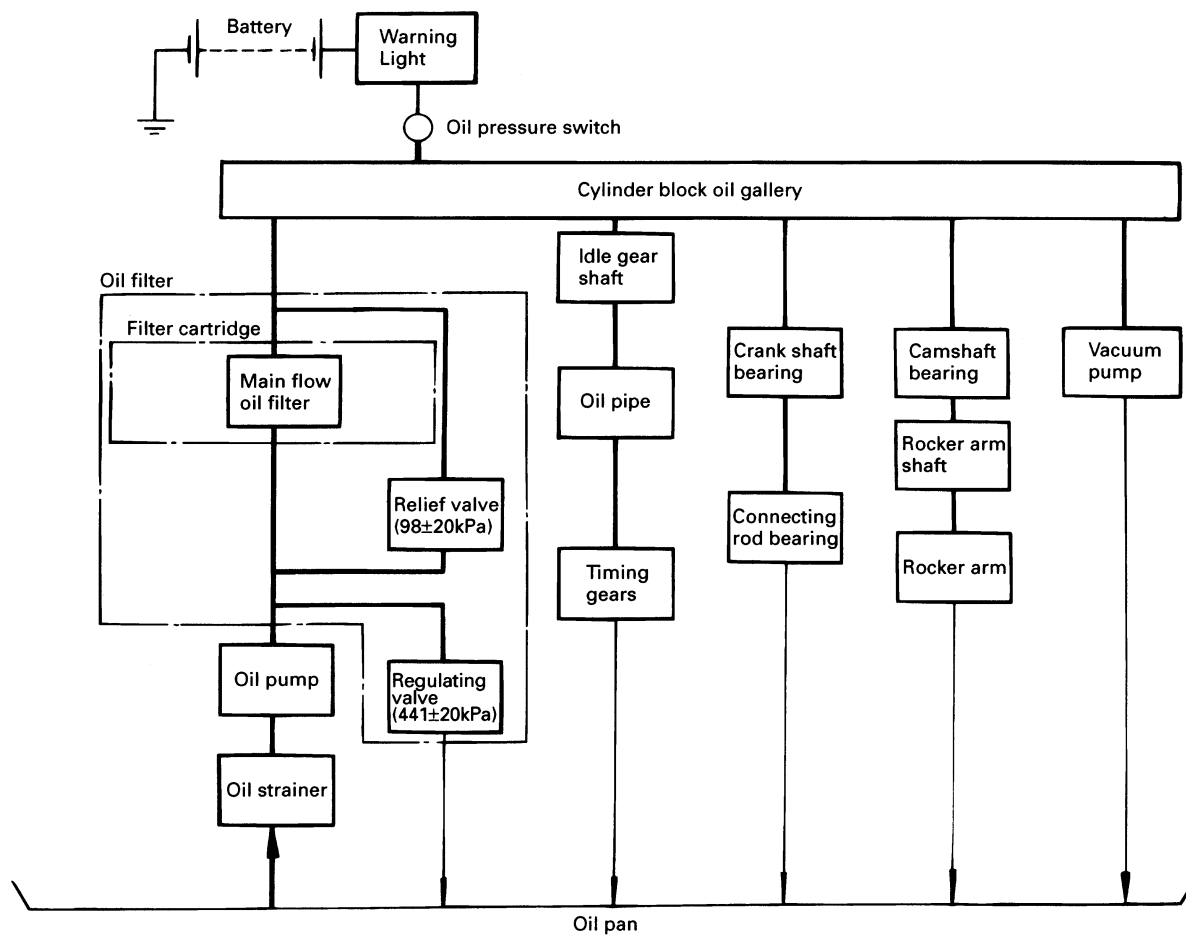 Battery
Warning
Light
Oil pressure switch
Cylinder block oil gallery
Oil filter
Filter cartridge
Main flow
oil filter
Relief valve
(98±20kPa)
Regulating
valve
(441±20kPa)
Oil pump
Oil strainer
Idle gear
shaft
Oil pipe
Timing
gears
Crank shaft
bearing
Connecting
rod bearing
Camshaft
bearing
Rocker arm
shaft
Rocker arm
Vacuum
pump
Oil pan